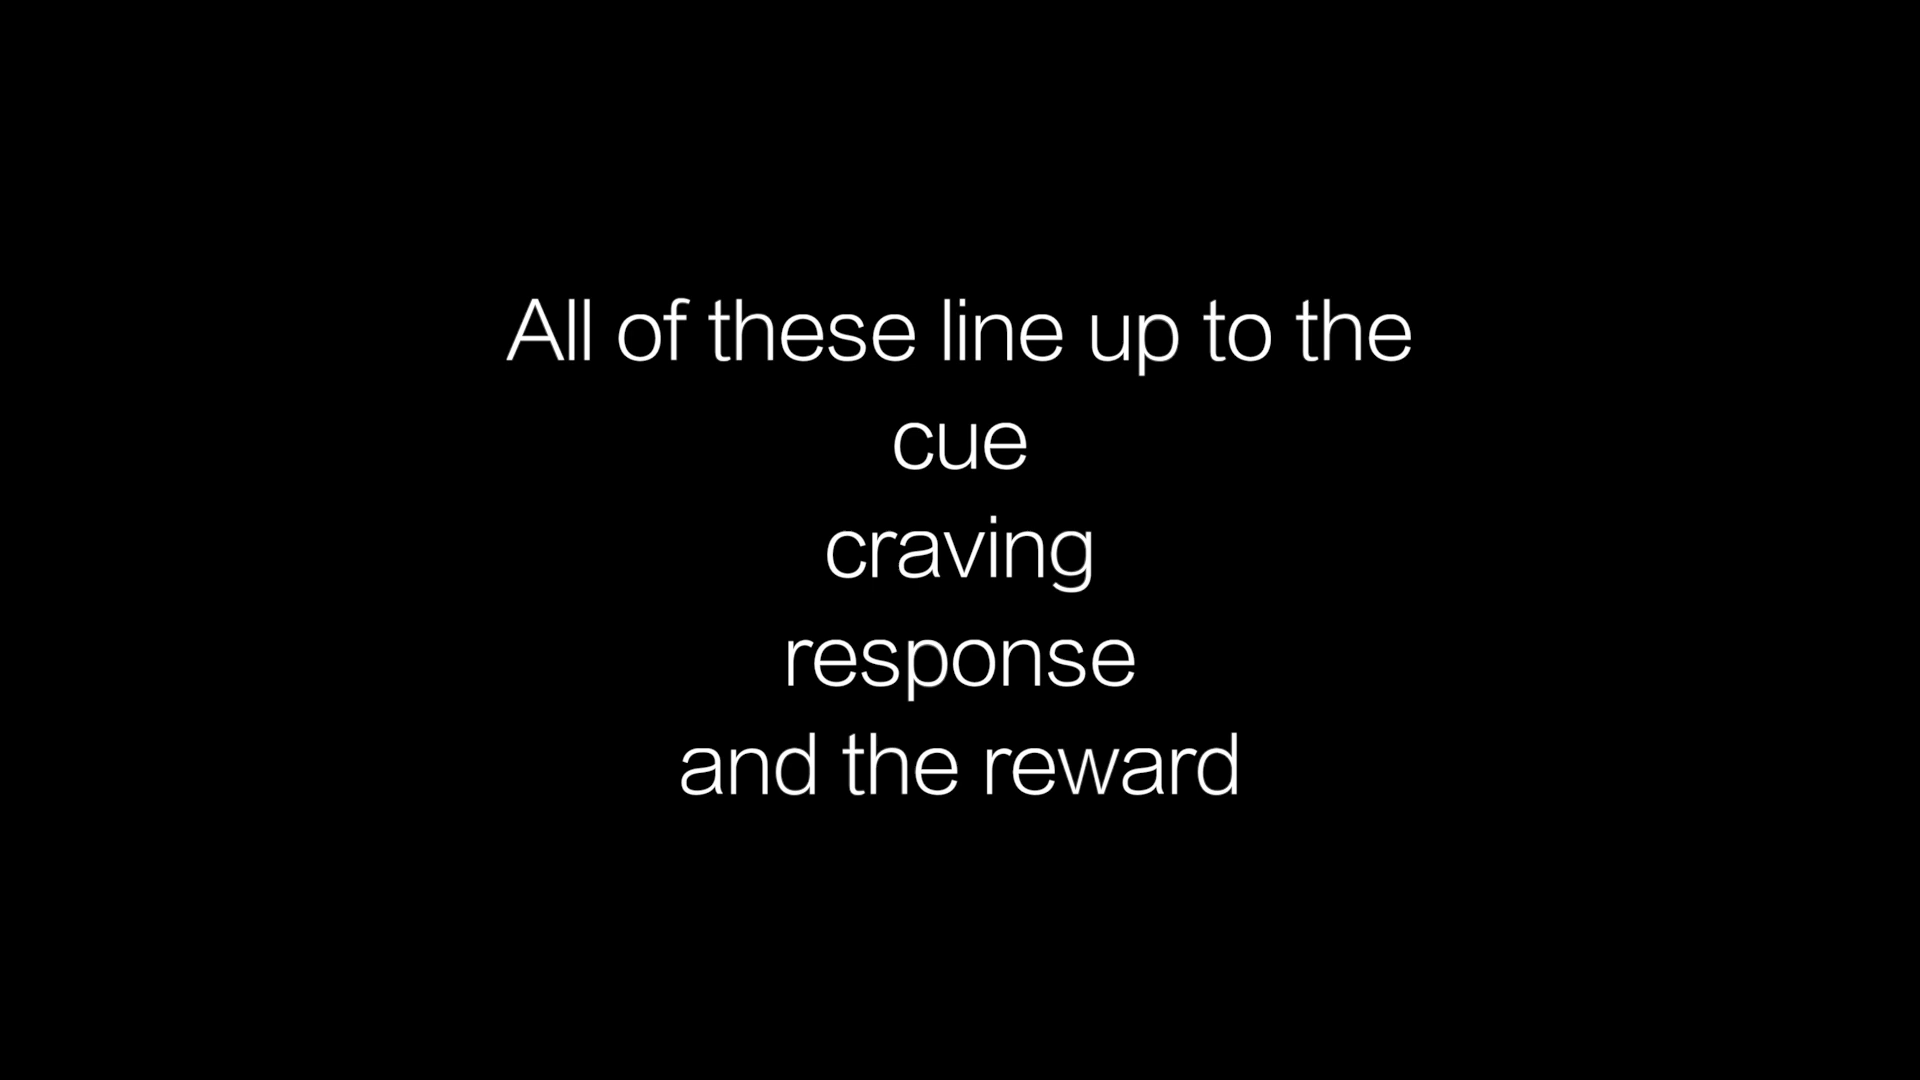 All of these line up to the
cue
craving
response
and the reward